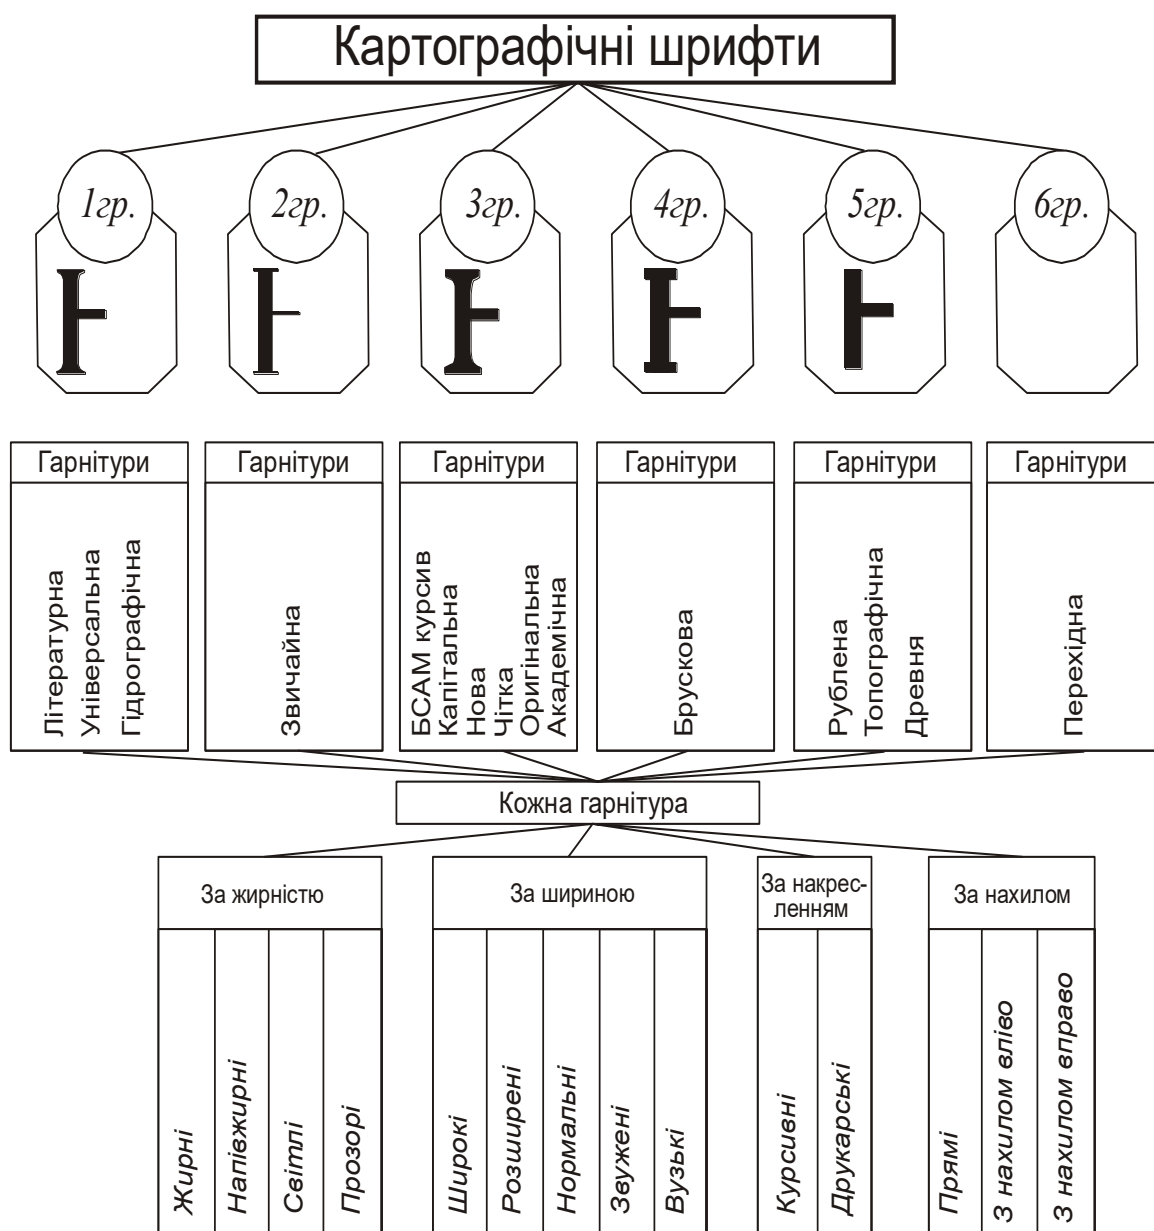 Картографічні шрифти
1гр.
2гр.
3гр.
4гр.
5гр.
6гр.
Гарнітури
Гарнітури
Гарнітури
Гарнітури
Гарнітури
Гарнітури
Літературна
Універсальна
Гідрографічна
Звичайна
БСАМ курсив
Капітальна
Нова
Чітка
Оригінальна
Академічна
Брускова
Рублена
Топографічна
Древня
Перехідна
Кожна гарнітура
За жирністю
За шириною
За накрес-
ленням
За нахилом
Жирні
Напівжирні
Світлі
Прозорі
Широкі
Розширені
Нормальні
Звужені
Вузькі
Курсивні
Друкарські
Прямі
З нахилом вліво
З нахилом вправо